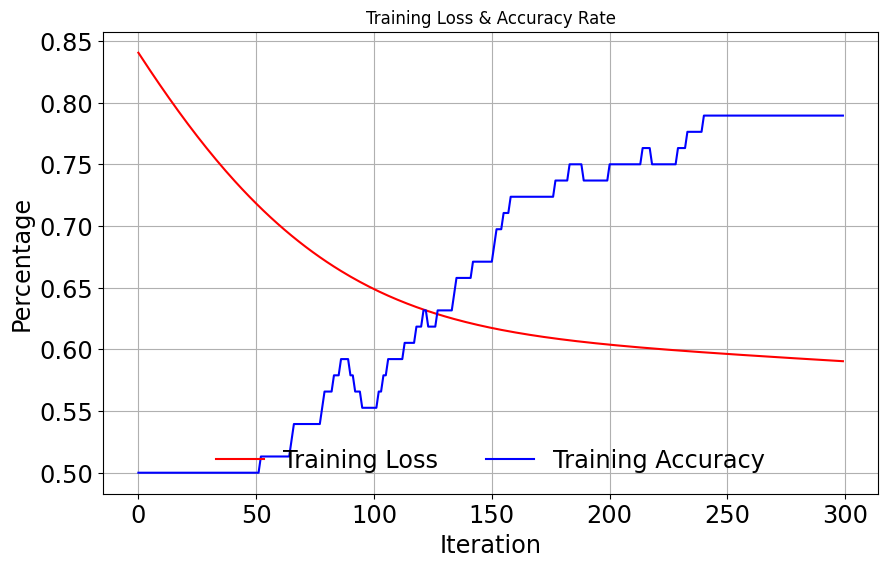 Training Loss & Accuracy Rate
0.85
0.80
0.75
0.70
0.65
0.60
0.55
0.50
Percentage
Training Loss Training Accuracy
0 50 100 150 200 250 300
Iteration